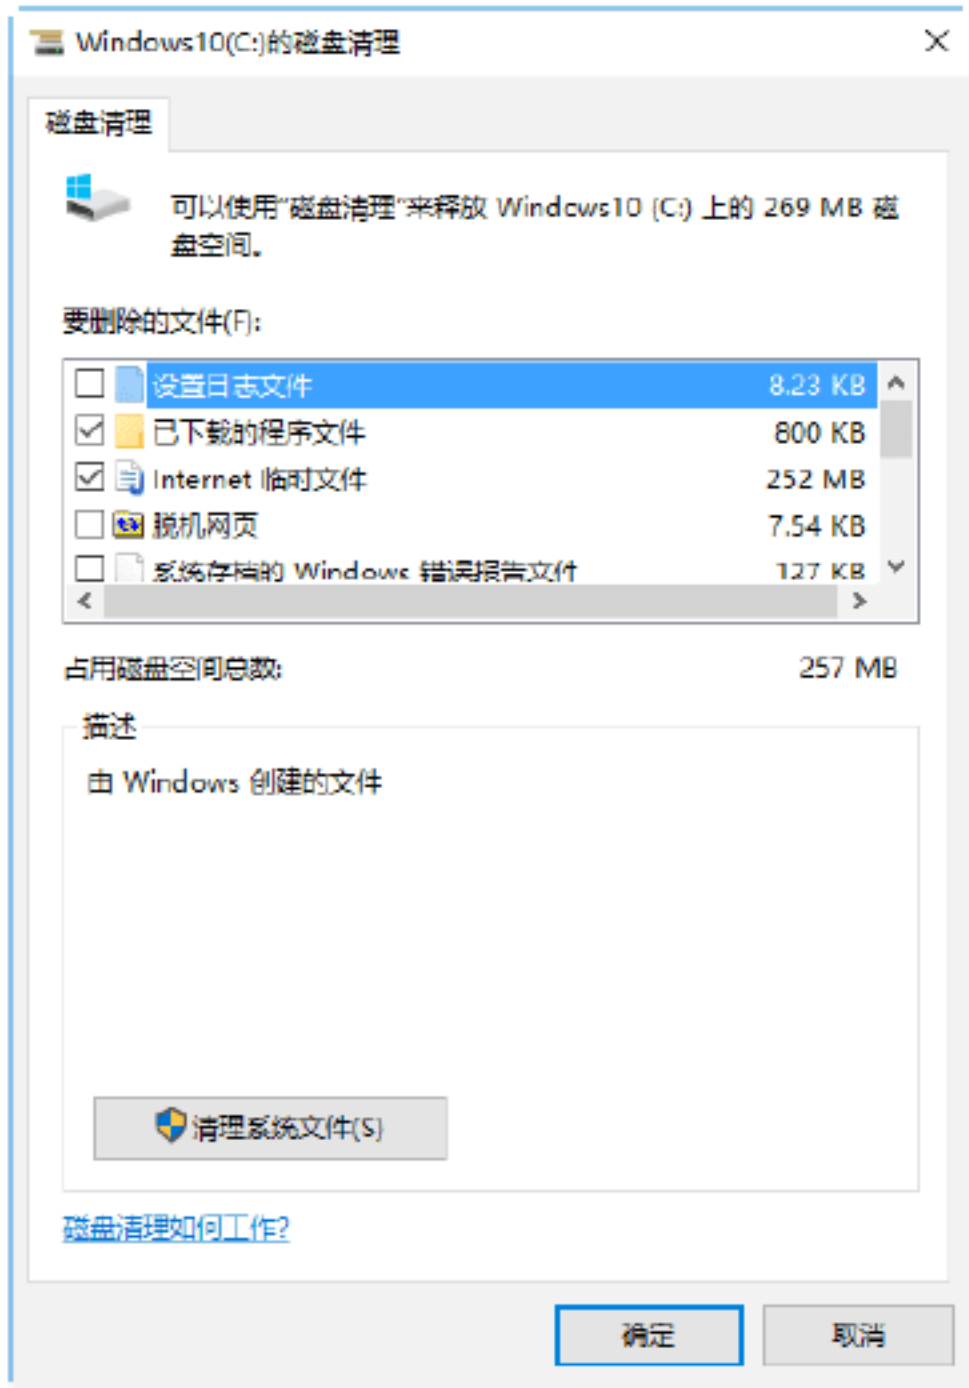 Windows10(C:)的磁盘清理
磁盘清理
可以使用"磁盘清理"来释放 Windows10 (C:) 上的 269 MB 磁
盘空间。
要删除的文件(F):
设置日志文件 8.23 KB
已下载的程序文件 800 KB
Internet 临时文件 252 MB
脱机网页 7.54 KB
系统存档的 Windows 错误报告文件 127 KB
占用磁盘空间总数: 257 MB
描述
由 Windows 创建的文件
清理系统文件(S)
磁盘清理如何工作?
确定 取消